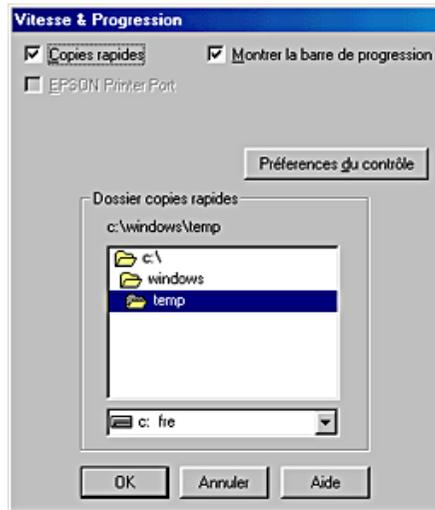 Vitesse & Progression
Copies rapides
Montrer la barre de progression
EPSON Printer Port
Préferences du contrôle
Dossier copies rapides
c:\windows\temp
c:\
windows
temp
c: fre
OK
Annuler
Aide